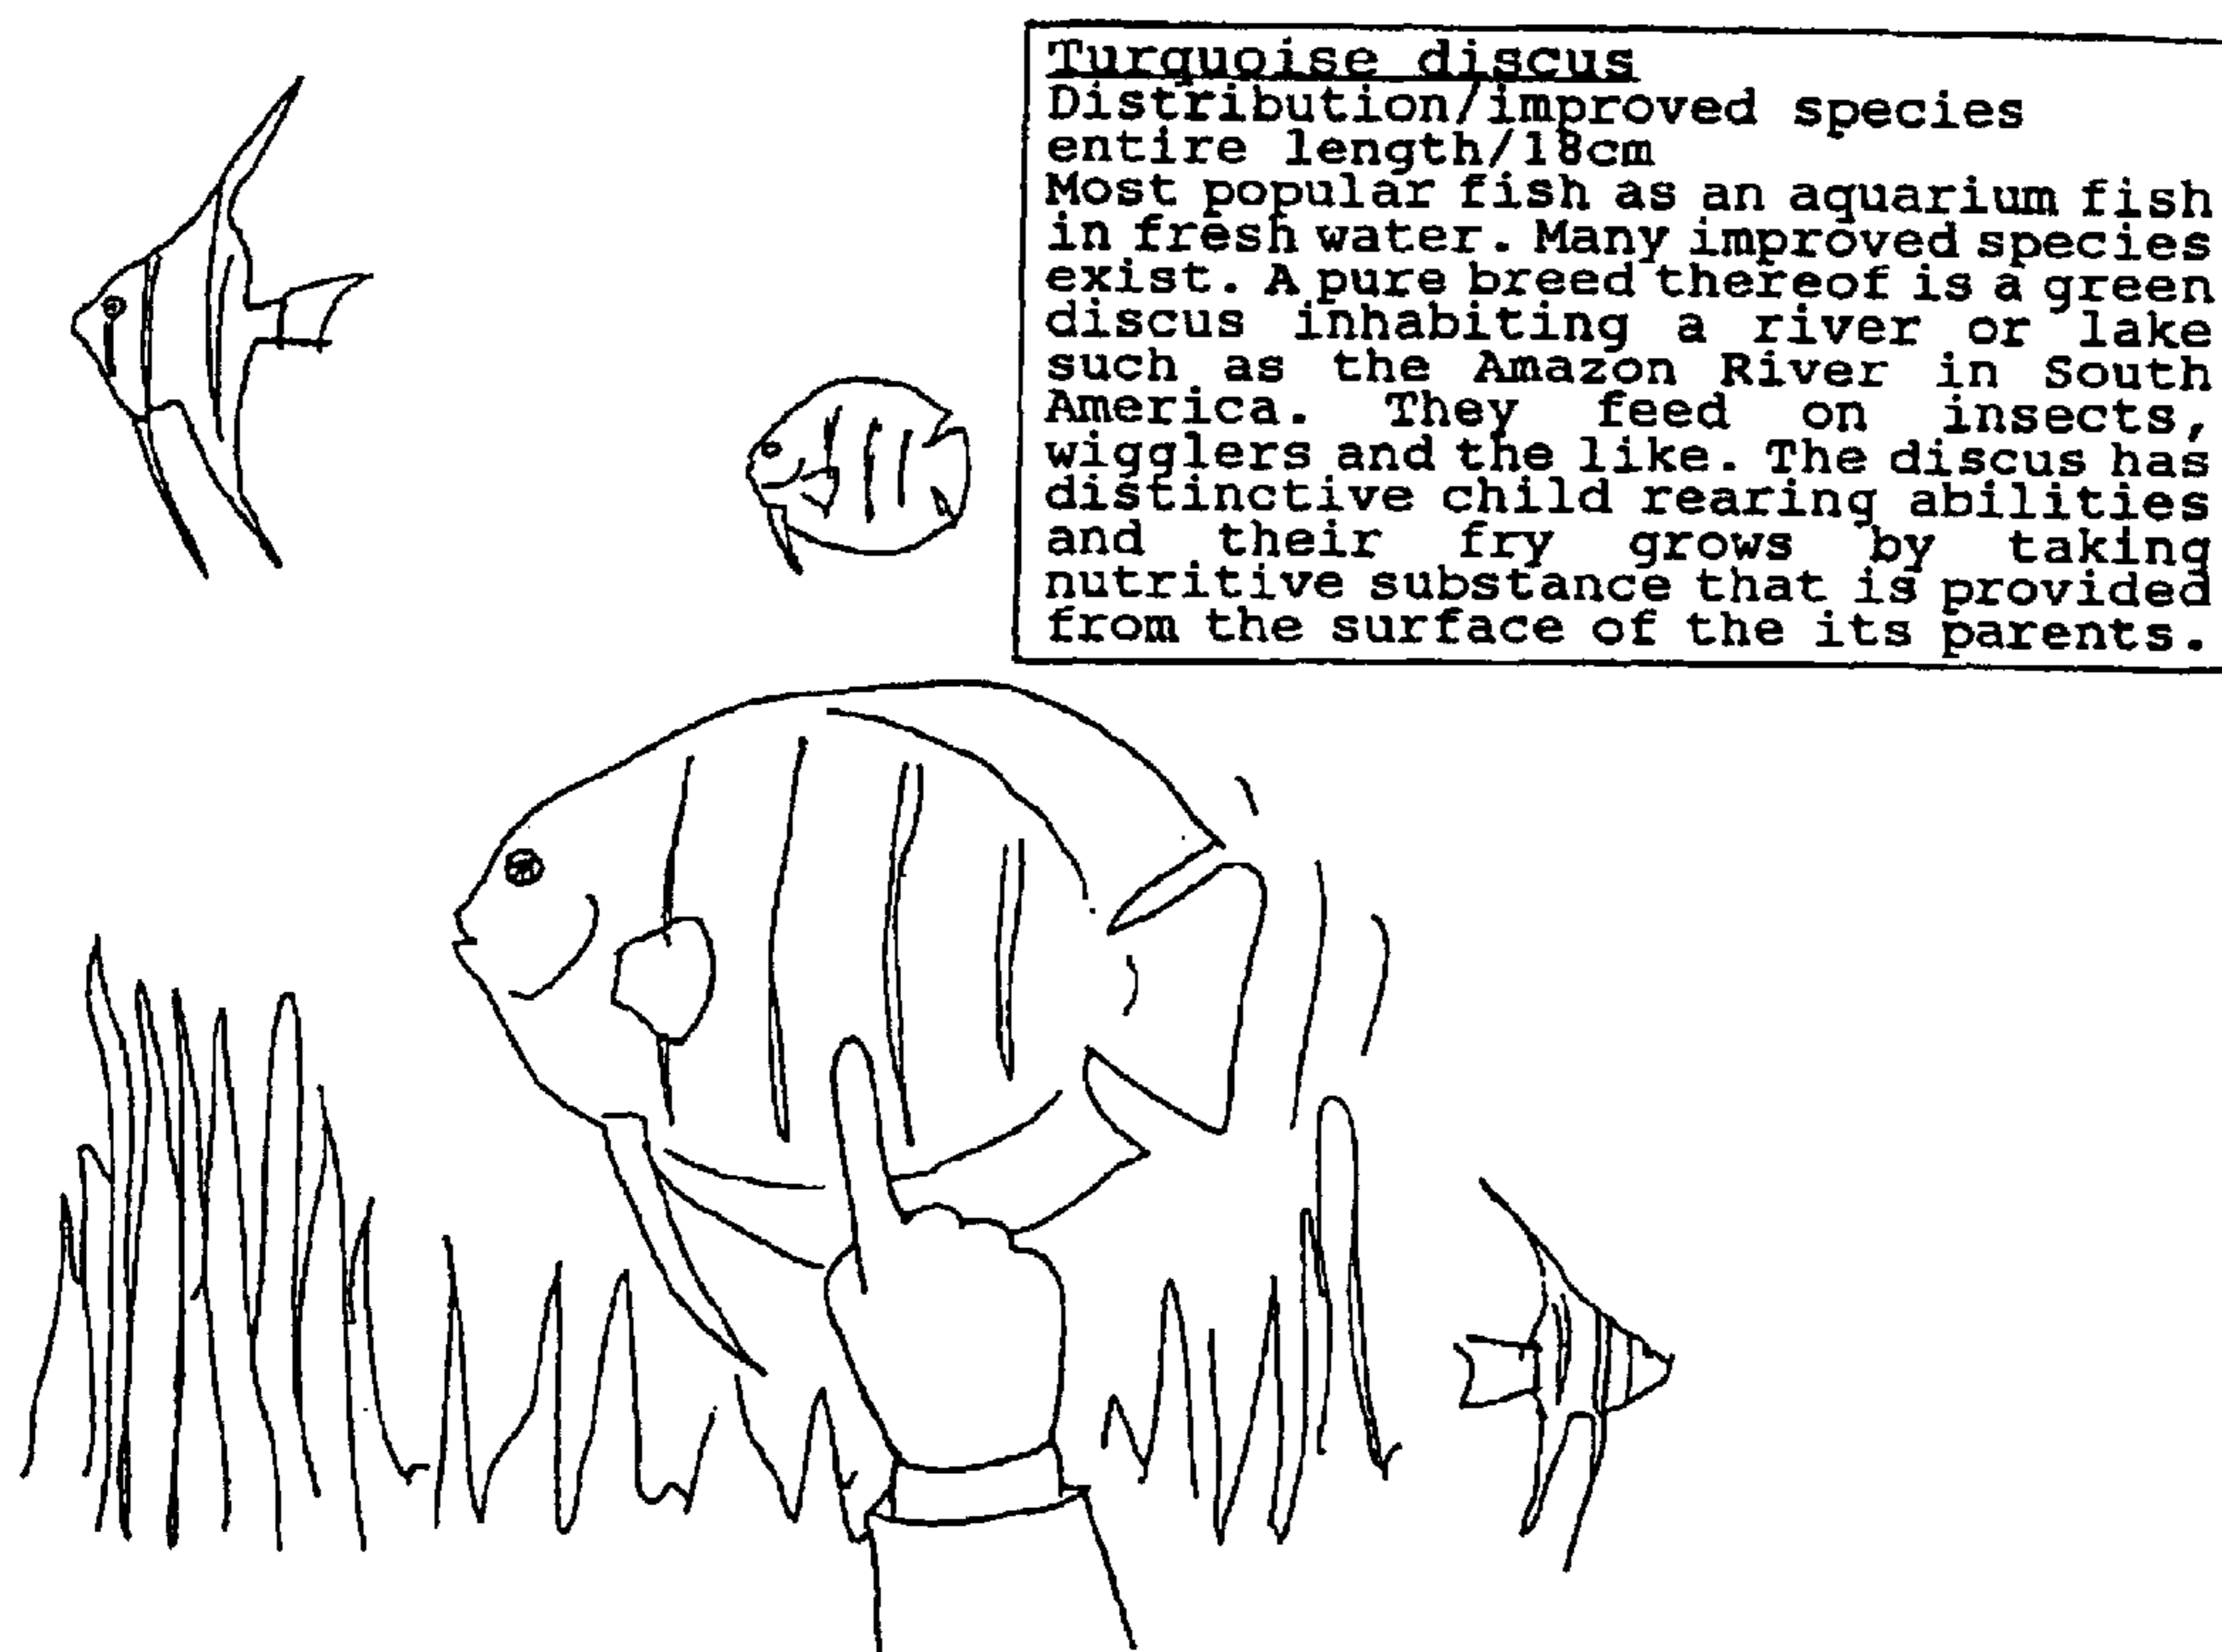 Turquoise discus
Distribution/improved species
entire length/18cm
Most popular fish as an aquarium fish
in fresh water. Many improved species
exist. A pure breed thereof is a green
discus inhabiting a river or lake
such as the Amazon River in South
America. They feed on insects,
wigglers and the like. The discus has
distinctive child rearing abilities
and their fry grows by taking
nutritive substance that is provided
from the surface of the its parents.